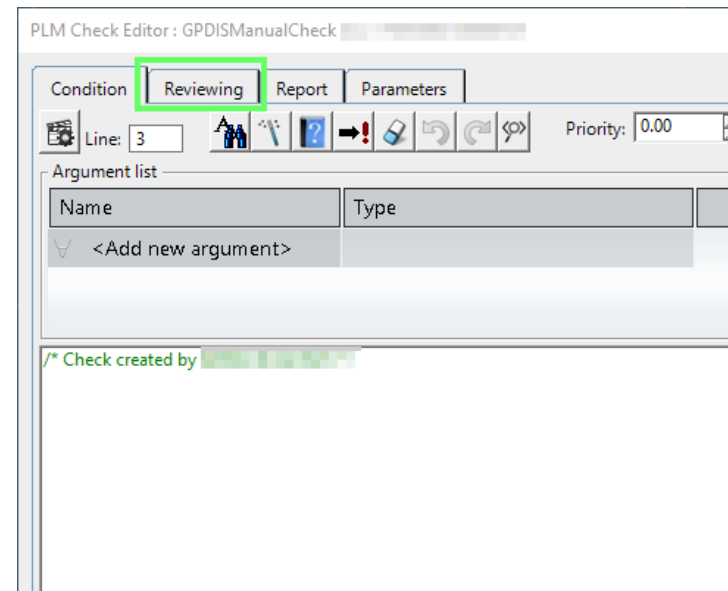 PLM Check Editor : GPDISManualCheck
Condition Reviewing Report Parameters
Line: 3 Priority: 0.00
Argument list
Name Type
∀ <Add new argument>
/* Check created by